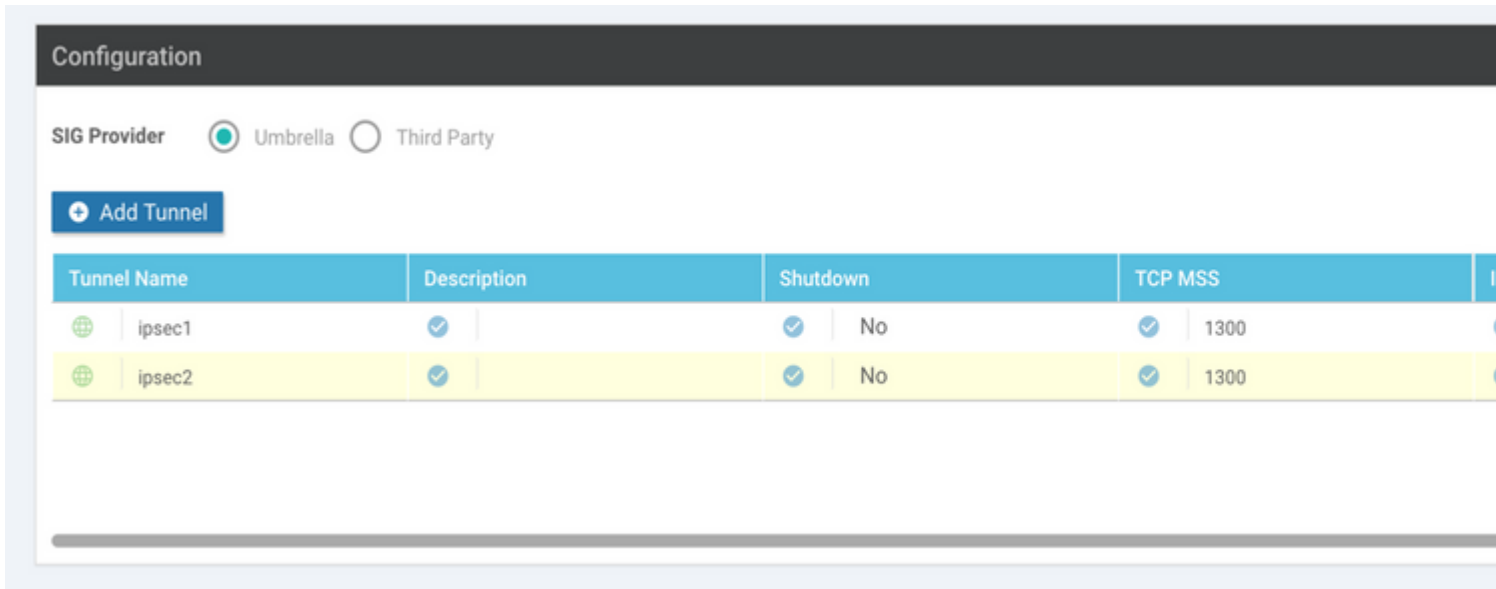 Configuration
SIG Provider Umbrella Third Party
Add Tunnel
Tunnel Name Description Shutdown TCP MSS
ipsec1 No 1300
ipsec2 No 1300